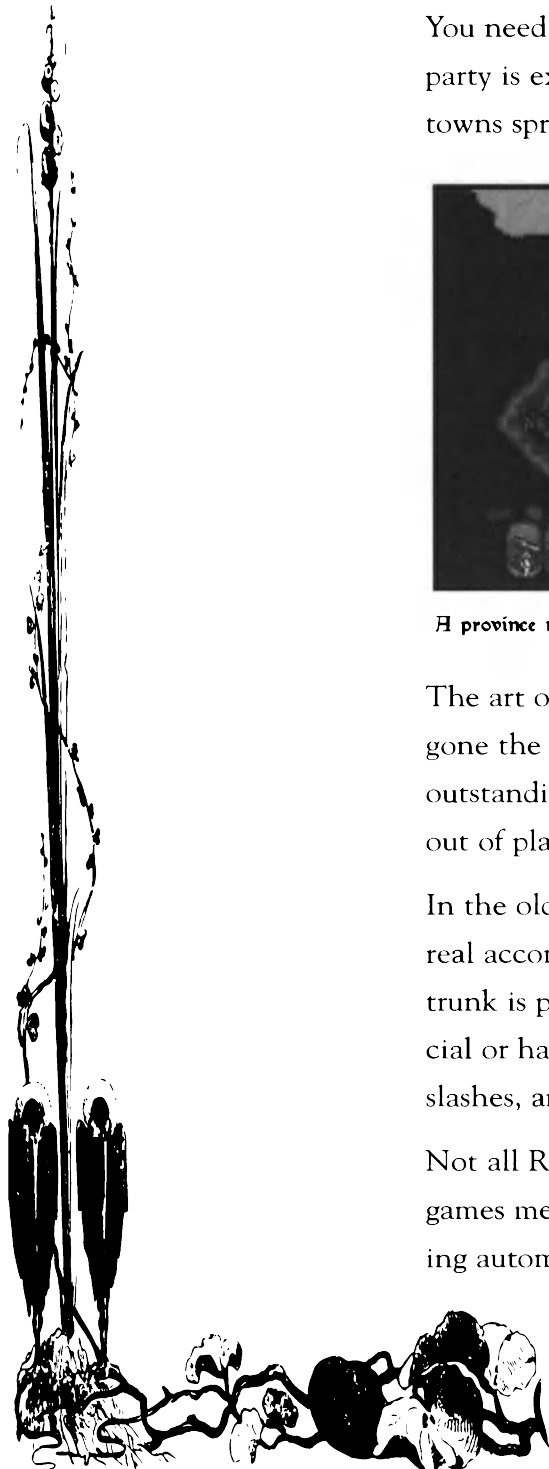 You need
party is ex
towns spr
A province
The art o
gone the
outstandi
out of pla
In the old
real accor
trunk is p
cial or ha
slashes, an
Not all R
games me
ing autom